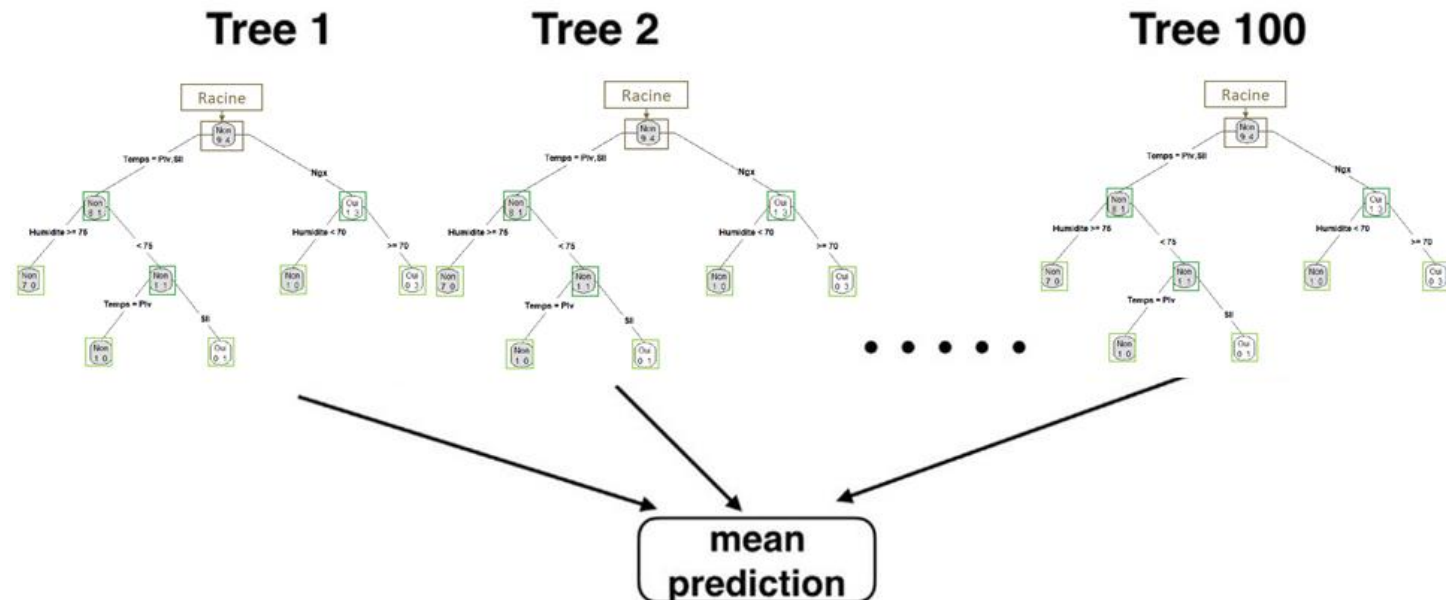 Tree 1
Tree 2
Tree 100
Racine
Non
9 4
Temps = Plv,Sll
Ngx
Non
8 1
Oui
1 3
Humidite >= 75
< 75
Humidite < 70
>= 70
Non
7 0
Non
1 1
Non
1 0
Oui
0 3
Temps = Plv
Sll
Non
1 0
Oui
0 1
Racine
Non
9 4
Temps = Plv,Sll
Ngx
Non
8 1
Oui
1 3
Humidite >= 75
< 75
Humidite < 70
>= 70
Non
7 0
Non
1 1
Non
1 0
Oui
0 3
Temps = Plv
Sll
Non
1 0
Oui
0 1
Racine
Non
9 4
Temps = Plv,Sll
Ngx
Non
8 1
Oui
1 3
Humidite >= 75
< 75
Humidite < 70
>= 70
Non
7 0
Non
1 1
Non
1 0
Oui
0 3
Temps = Plv
Sll
Non
1 0
Oui
0 1
mean
prediction